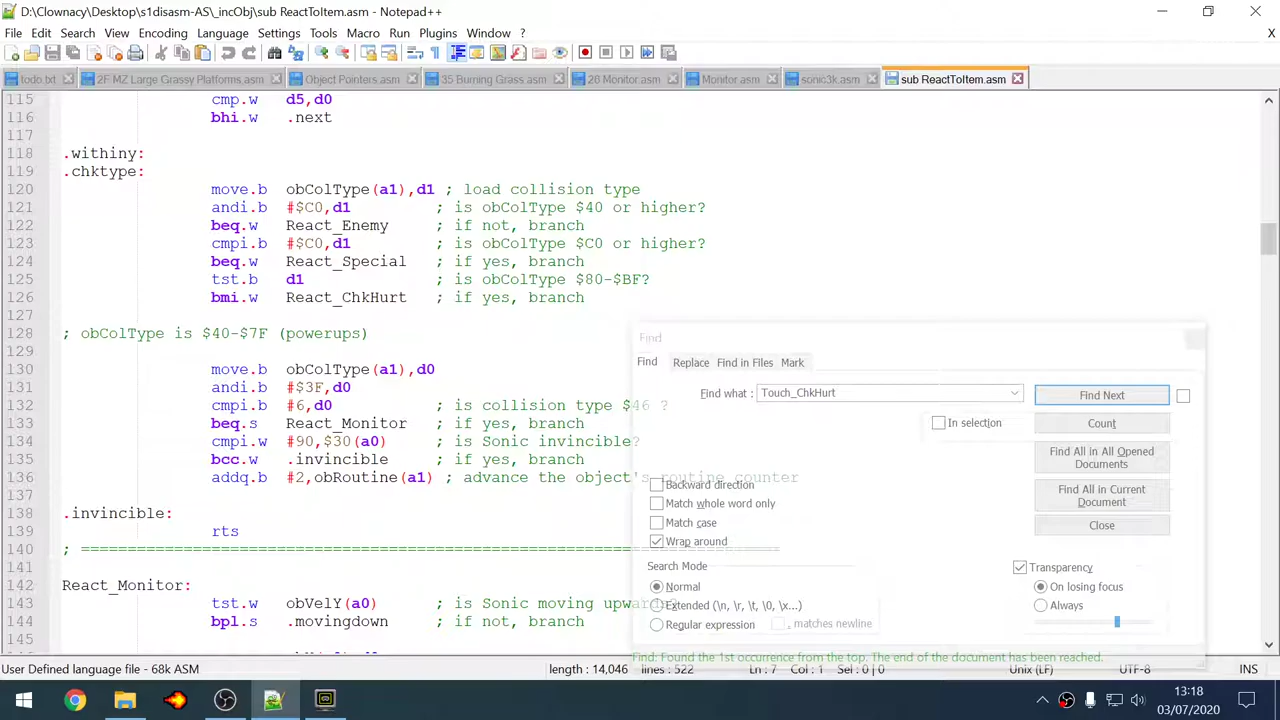 D:\Clownacy\Desktop\s1disasm-AS\_incObj\sub ReactToItem.asm - Notepad++
File Edit Search View Encoding Language Settings Tools Macro Run Plugins Window ? X
todo.txt 2F MZ Large Grassy Platforms.asm Object Pointers.asm 35 Burning Grass.asm 26 Monitor.asm Monitor.asm sonic3k.asm sub ReactToItem.asm
115 cmp.w d5,d0
116 bhi.w .next
117
118 .withiny:
119 .chktype:
120 move.b obColType(a1),d1 ; load collision type
121 andi.b #$C0,d1 ; is obColType $40 or higher?
122 beq.w React_Enemy ; if not, branch
123 cmpi.b #$C0,d1 ; is obColType $C0 or higher?
124 beq.w React_Special ; if yes, branch
125 tst.b d1 ; is obColType $80-$BF?
126 bmi.w React_ChkHurt ; if yes, branch
127
128 ; obColType is $40-$7F (powerups)
129
130 move.b obColType(a1),d0
131 andi.b #$3F,d0
132 cmpi.b #6,d0 ; is collision type $46 ?
133 beq.s React_Monitor ; if yes, branch
134 cmpi.w #90,$30(a0) ; is Sonic invincible?
135 bcc.w .invincible ; if yes, branch
136 addq.b #2,obRoutine(a1) ; advance the object's routine counter
137
138 .invincible:
139 rts
140 ; ===========================================================================
141
142 React_Monitor:
143 tst.w obVelY(a0) ; is Sonic moving upwards?
144 bpl.s .movingdown ; if not, branch
Find
Find Replace Find in Files Mark
Find what : Touch_ChkHurt Find Next
In selection Count
Find All in All Opened Documents
Backward direction Find All in Current Document
Match whole word only
Match case Close
Wrap around
Search Mode Transparency
Normal On losing focus
Extended (\n, \r, \t, \0, \x...) Always
Regular expression . matches newline
Find: Found the 1st occurrence from the top. The end of the document has been reached.
User Defined language file - 68k ASM length : 14,046 lines : 522 Ln : 7 Col : 1 Sel : 0 | 0 Unix (LF) UTF-8 INS
13:18
03/07/2020